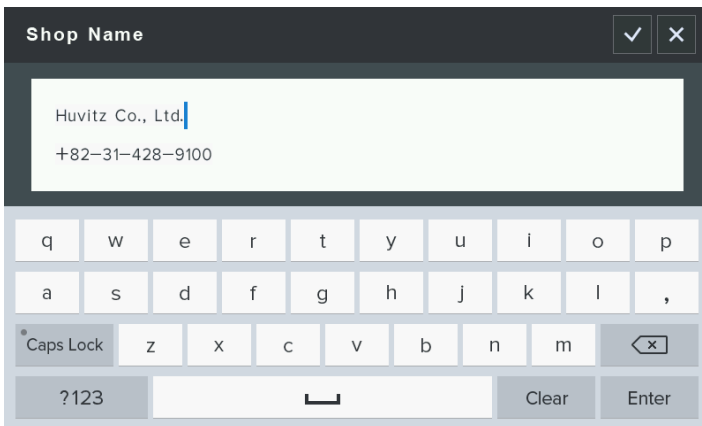 Shop Name
Huvitz Co., Ltd.
+82-31-428-9100
q w e r t y u i o p
a s d f g h j k l ,
Caps Lock z x c v b n m
?123 Clear Enter